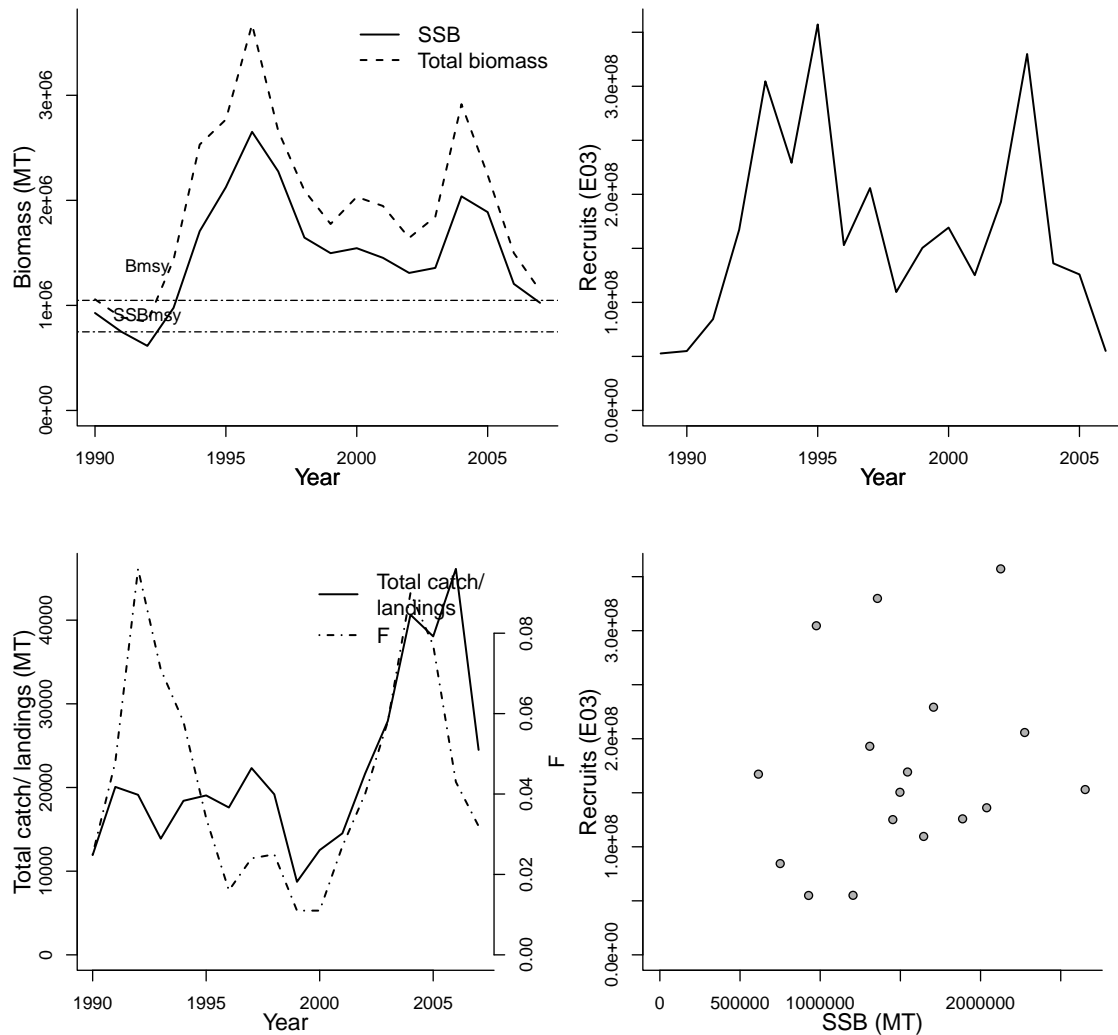 SSB
Total biomass
Biomass (MT)
3e+06
2e+06
1e+06
0e+00
Bmsy
SSBmsy
1990 1995 2000 2005
Year
Recruits (E03)
3.0e+08
2.0e+08
1.0e+08
0.0e+00
1990 1995 2000 2005
Year
Total catch/
landings
F
Total catch/ landings (MT)
40000
30000
20000
10000
0
0.08
0.06
0.04
0.02
0.00
F
1990 1995 2000 2005
Year
Recruits (E03)
3.0e+08
2.0e+08
1.0e+08
0.0e+00
0 500000 1000000 2000000
SSB (MT)